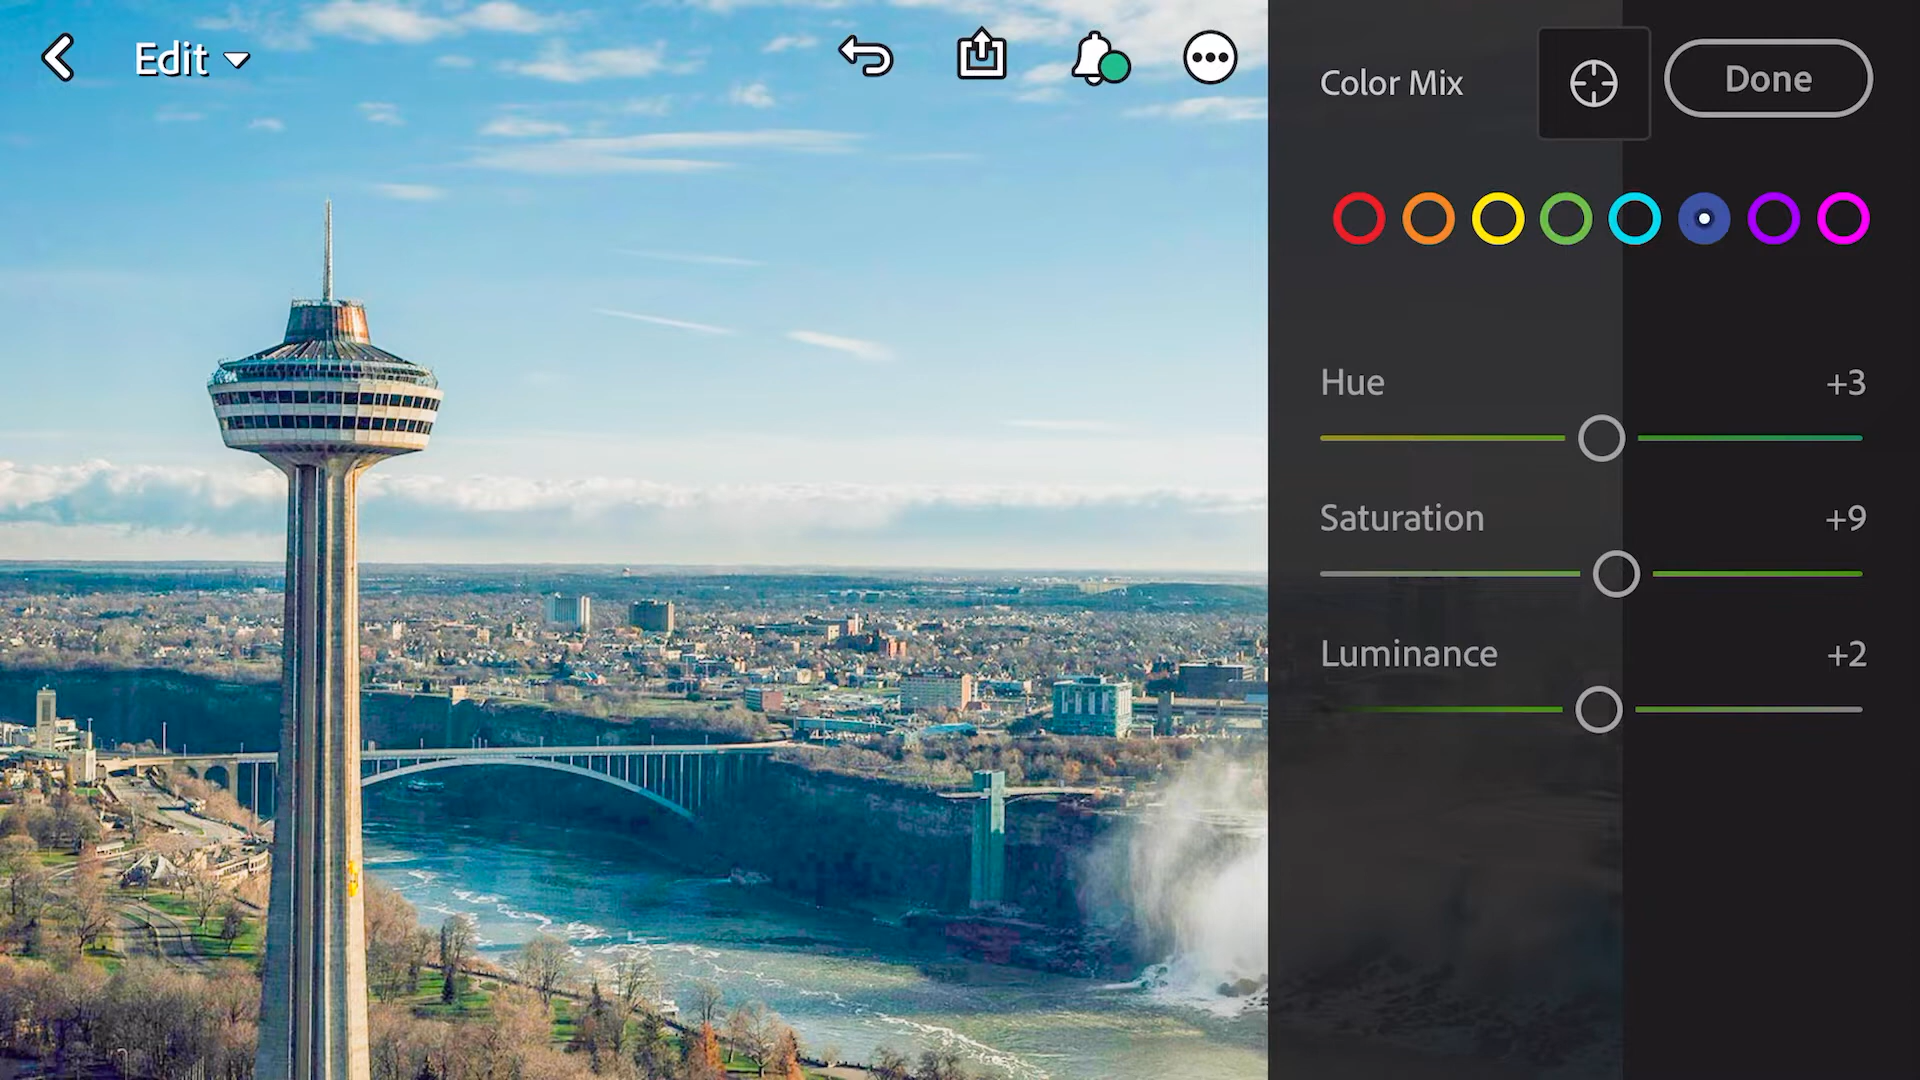 Edit
Color Mix
Done
Hue +3
Saturation +9
Luminance +2